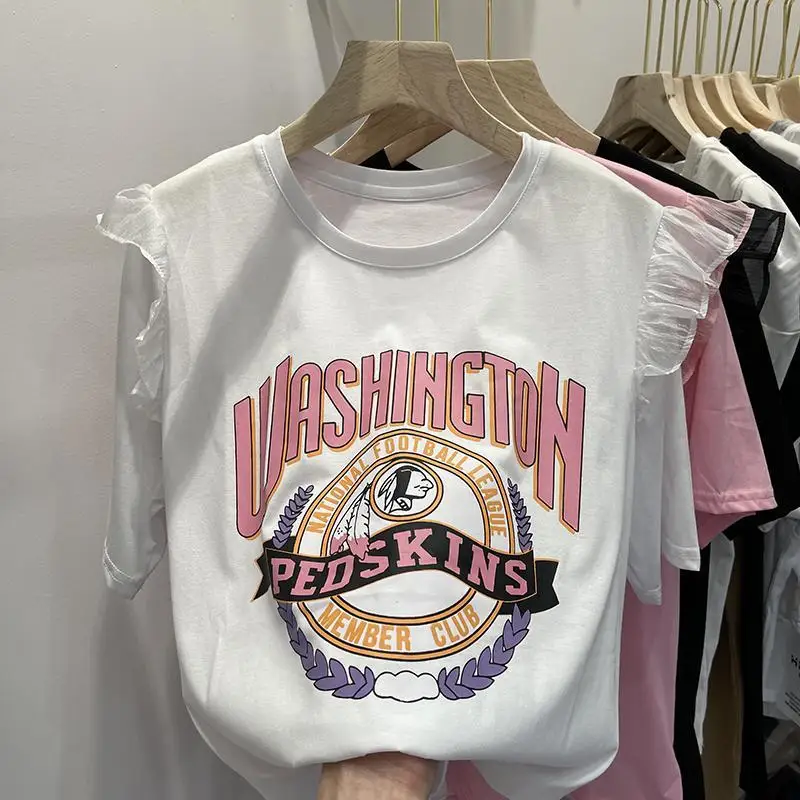 WASHINGTON
NATIONAL FOOTBALL LEAGUE
PEDSKINS
MEMBER CLUB